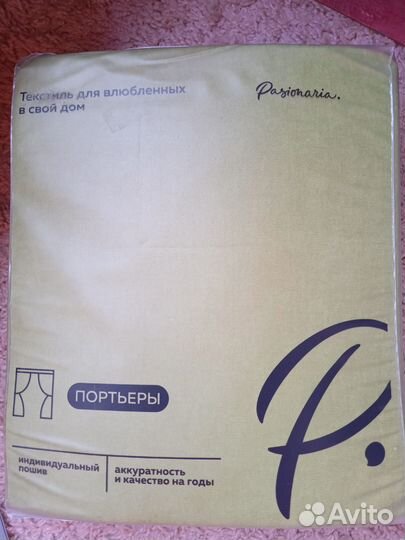 Текстиль для влюбленных
в свой дом
Pasionaria.
ПОРТЬЕРЫ
индивидуальный
пошив
аккуратность
и качество на годы
P.
Avito